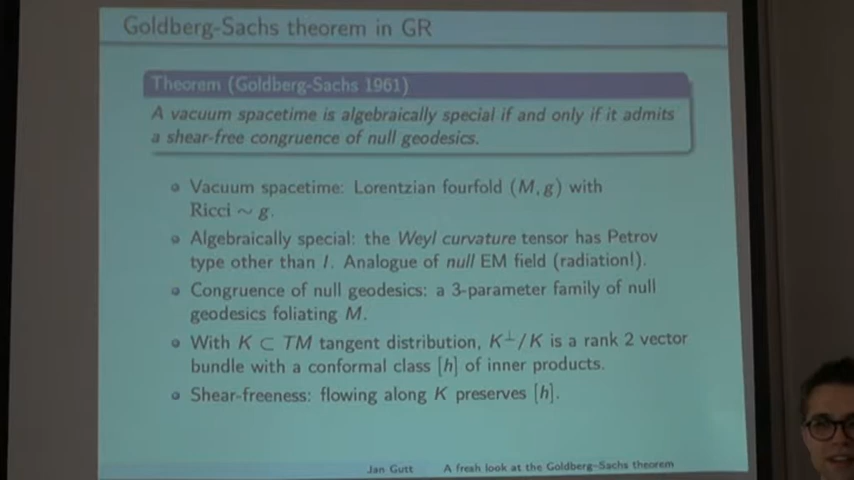 Goldberg-Sachs theorem in GR
Theorem (Goldberg-Sachs 1961)
A vacuum spacetime is algebraically special if and only if it admits
a shear-free congruence of null geodesics.
Vacuum spacetime: Lorentzian fourfold (M, g) with
Ricci ∼ g.
Algebraically special: the Weyl curvature tensor has Petrov
type other than I. Analogue of null EM field (radiation!).
Congruence of null geodesics: a 3-parameter family of null
geodesics foliating M.
With K ⊂ TM tangent distribution, K⊥/K is a rank 2 vector
bundle with a conformal class [h] of inner products.
Shear-freeness: flowing along K preserves [h].
Jan Gutt A fresh look at the Goldberg-Sachs theorem